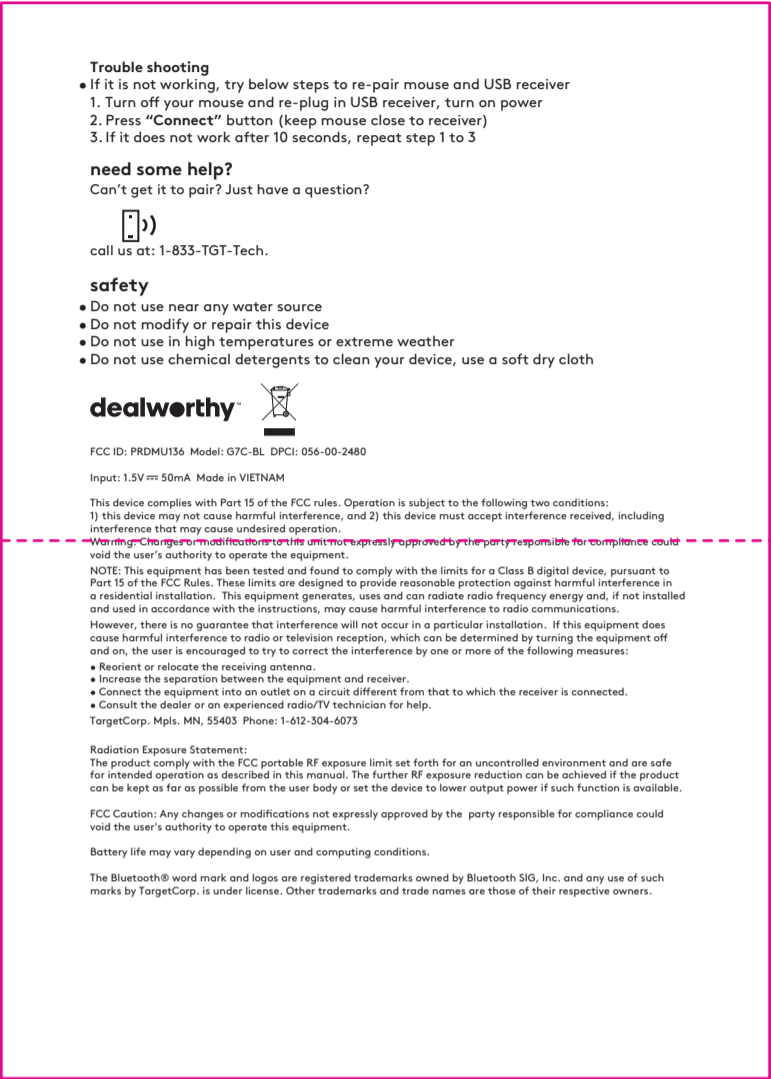 Trouble shooting
• If it is not working, try below steps to re-pair mouse and USB receiver
1. Turn off your mouse and re-plug in USB receiver, turn on power
2. Press “Connect” button (keep mouse close to receiver)
3. If it does not work after 10 seconds, repeat step 1 to 3
need some help?
Can’t get it to pair? Just have a question?
call us at: 1-833-TGT-Tech.
safety
• Do not use near any water source
• Do not modify or repair this device
• Do not use in high temperatures or extreme weather
• Do not use chemical detergents to clean your device, use a soft dry cloth
dealworthy™
FCC ID: PRDMU136 Model: G7C-BL DPCI: 056-00-2480
Input: 1.5V⎓50mA Made in VIETNAM
This device complies with Part 15 of the FCC rules. Operation is subject to the following two conditions:
1) this device may not cause harmful interference, and 2) this device must accept interference received, including
interference that may cause undesired operation.
Warning: Changes or modifications to this unit not expressly approved by the party responsible for compliance could
void the user’s authority to operate the equipment.
NOTE: This equipment has been tested and found to comply with the limits for a Class B digital device, pursuant to
Part 15 of the FCC Rules. These limits are designed to provide reasonable protection against harmful interference in
a residential installation. This equipment generates, uses and can radiate radio frequency energy and, if not installed
and used in accordance with the instructions, may cause harmful interference to radio communications.
However, there is no guarantee that interference will not occur in a particular installation. If this equipment does
cause harmful interference to radio or television reception, which can be determined by turning the equipment off
and on, the user is encouraged to try to correct the interference by one or more of the following measures:
• Reorient or relocate the receiving antenna.
• Increase the separation between the equipment and receiver.
• Connect the equipment into an outlet on a circuit different from that to which the receiver is connected.
• Consult the dealer or an experienced radio/TV technician for help.
TargetCorp. Mpls. MN, 55403 Phone: 1-612-304-6073
Radiation Exposure Statement:
The product comply with the FCC portable RF exposure limit set forth for an uncontrolled environment and are safe
for intended operation as described in this manual. The further RF exposure reduction can be achieved if the product
can be kept as far as possible from the user body or set the device to lower output power if such function is available.
FCC Caution: Any changes or modifications not expressly approved by the party responsible for compliance could
void the user's authority to operate this equipment.
Battery life may vary depending on user and computing conditions.
The Bluetooth® word mark and logos are registered trademarks owned by Bluetooth SIG, Inc. and any use of such
marks by TargetCorp. is under license. Other trademarks and trade names are those of their respective owners.